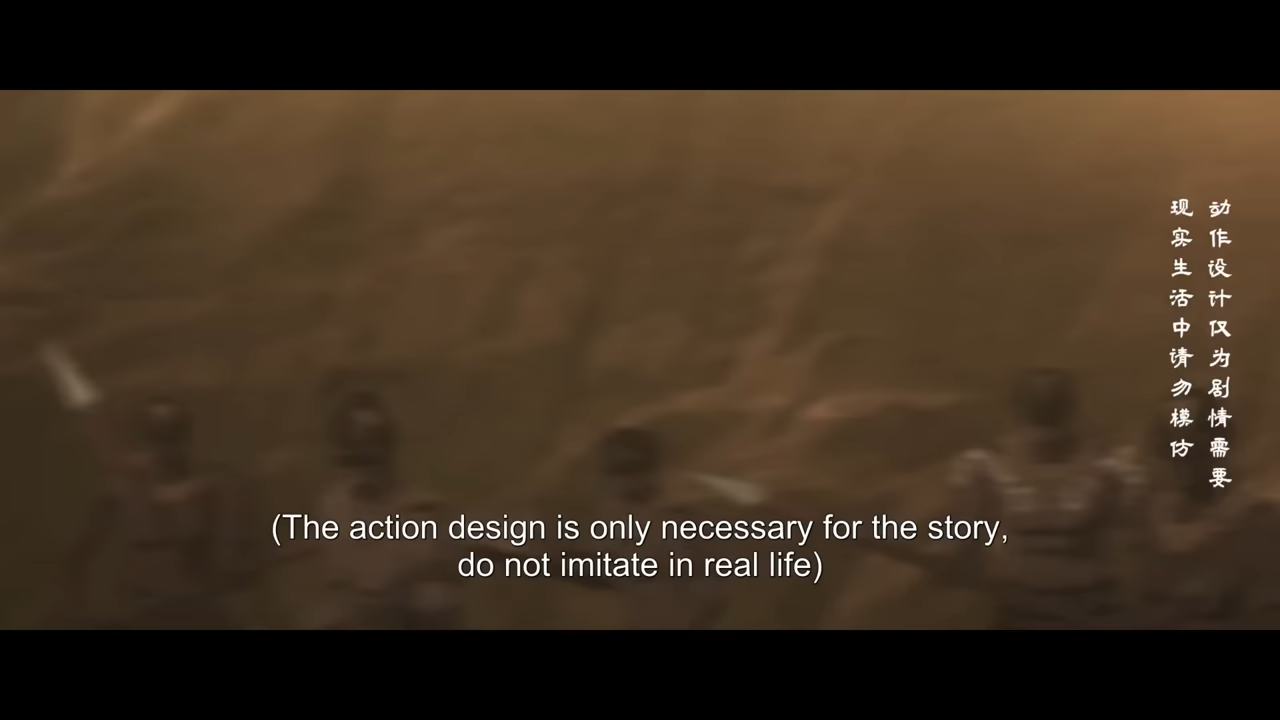 动作设计仅为剧情需要
现实生活中请勿模仿
(The action design is only necessary for the story,
do not imitate in real life)